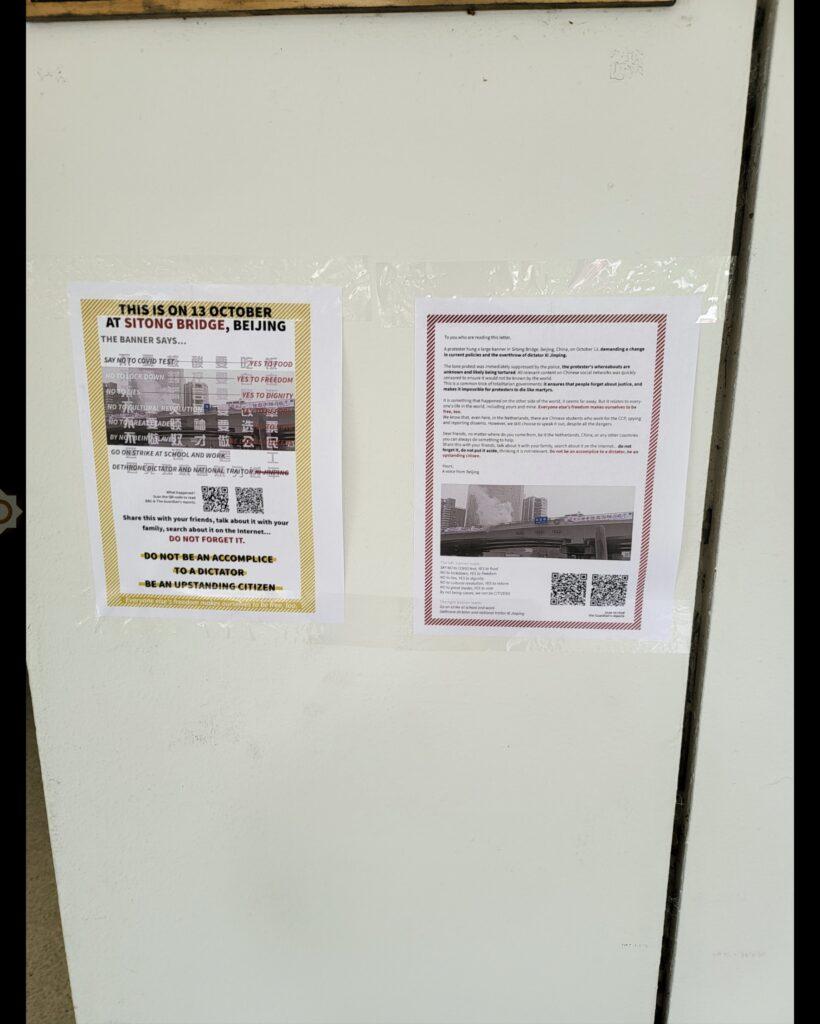 THIS IS ON 13 OCTOBER
AT SITONG BRIDGE, BEIJING
THE BANNER SAYS...
SAY NO TO COVID TEST
YES TO FOOD
NO TO LOCK DOWN
YES TO FREEDOM
NO TO LIES
YES TO DIGNITY
NO TO CULTURAL REVOLUTION
NO TO GREAT LEADER
BY NOT BEING SLAVES
GO ON STRIKE AT SCHOOL AND WORK
DETHRONE DICTATOR AND NATIONAL TRAITOR XI JINPING
What happened?
Scan the QR code to read
BBC & The Guardian's reports
Share this with your friends, talk about it with your
family, search about it on the Internet...
DO NOT FORGET IT.
DO NOT BE AN ACCOMPLICE
TO A DICTATOR
BE AN UPSTANDING CITIZEN
Everyone else's freedom makes ourselves to be free, too.
To you who are reading this letter,
A protester hung a large banner in Sitong Bridge, Beijing, China, on October 13, demanding a change
in current policies and the overthrow of dictator Xi Jinping.
The lone protest was immediately suppressed by the police, the protester's whereabouts are
unknown and likely being tortured. All relevant content on Chinese social networks was quickly
censored to ensure it would not be known by the world.
This is a common trick of totalitarian governments: it ensures that people forget about justice, and
makes it impossible for protesters to die like martyrs.
It is something that happened on the other side of the world, it seems far away. But it relates to every-
one's life in the world, including yours and mine. Everyone else's freedom makes ourselves to be
free, too.
We know that, even here, in the Netherlands, there are Chinese students who work for the CCP, spying
and reporting dissents. However, we still choose to speak it out, despite all the dangers.
Dear friends, no matter where do you come from, be it the Netherlands, China, or any other countries
you can always do something to help.
Share this with your friends, talk about it with your family, search about it on the Internet... do not
forget it, do not put it aside, thinking it is irrelevant. Do not be an accomplice to a dictator, be an
upstanding citizen.
Yours,
A voice from Beijing
The left banner reads:
SAY NO to COVID test, YES to food
NO to lockdown, YES to freedom
NO to lies, YES to dignity
NO to cultural revolution, YES to reform
NO to great leader, YES to vote
By not being slaves, we can be CITIZENS
The right banner reads:
Go on strike at school and work
Dethrone dictator and national traitor Xi Jinping
Scan to read
the Guardian's reports